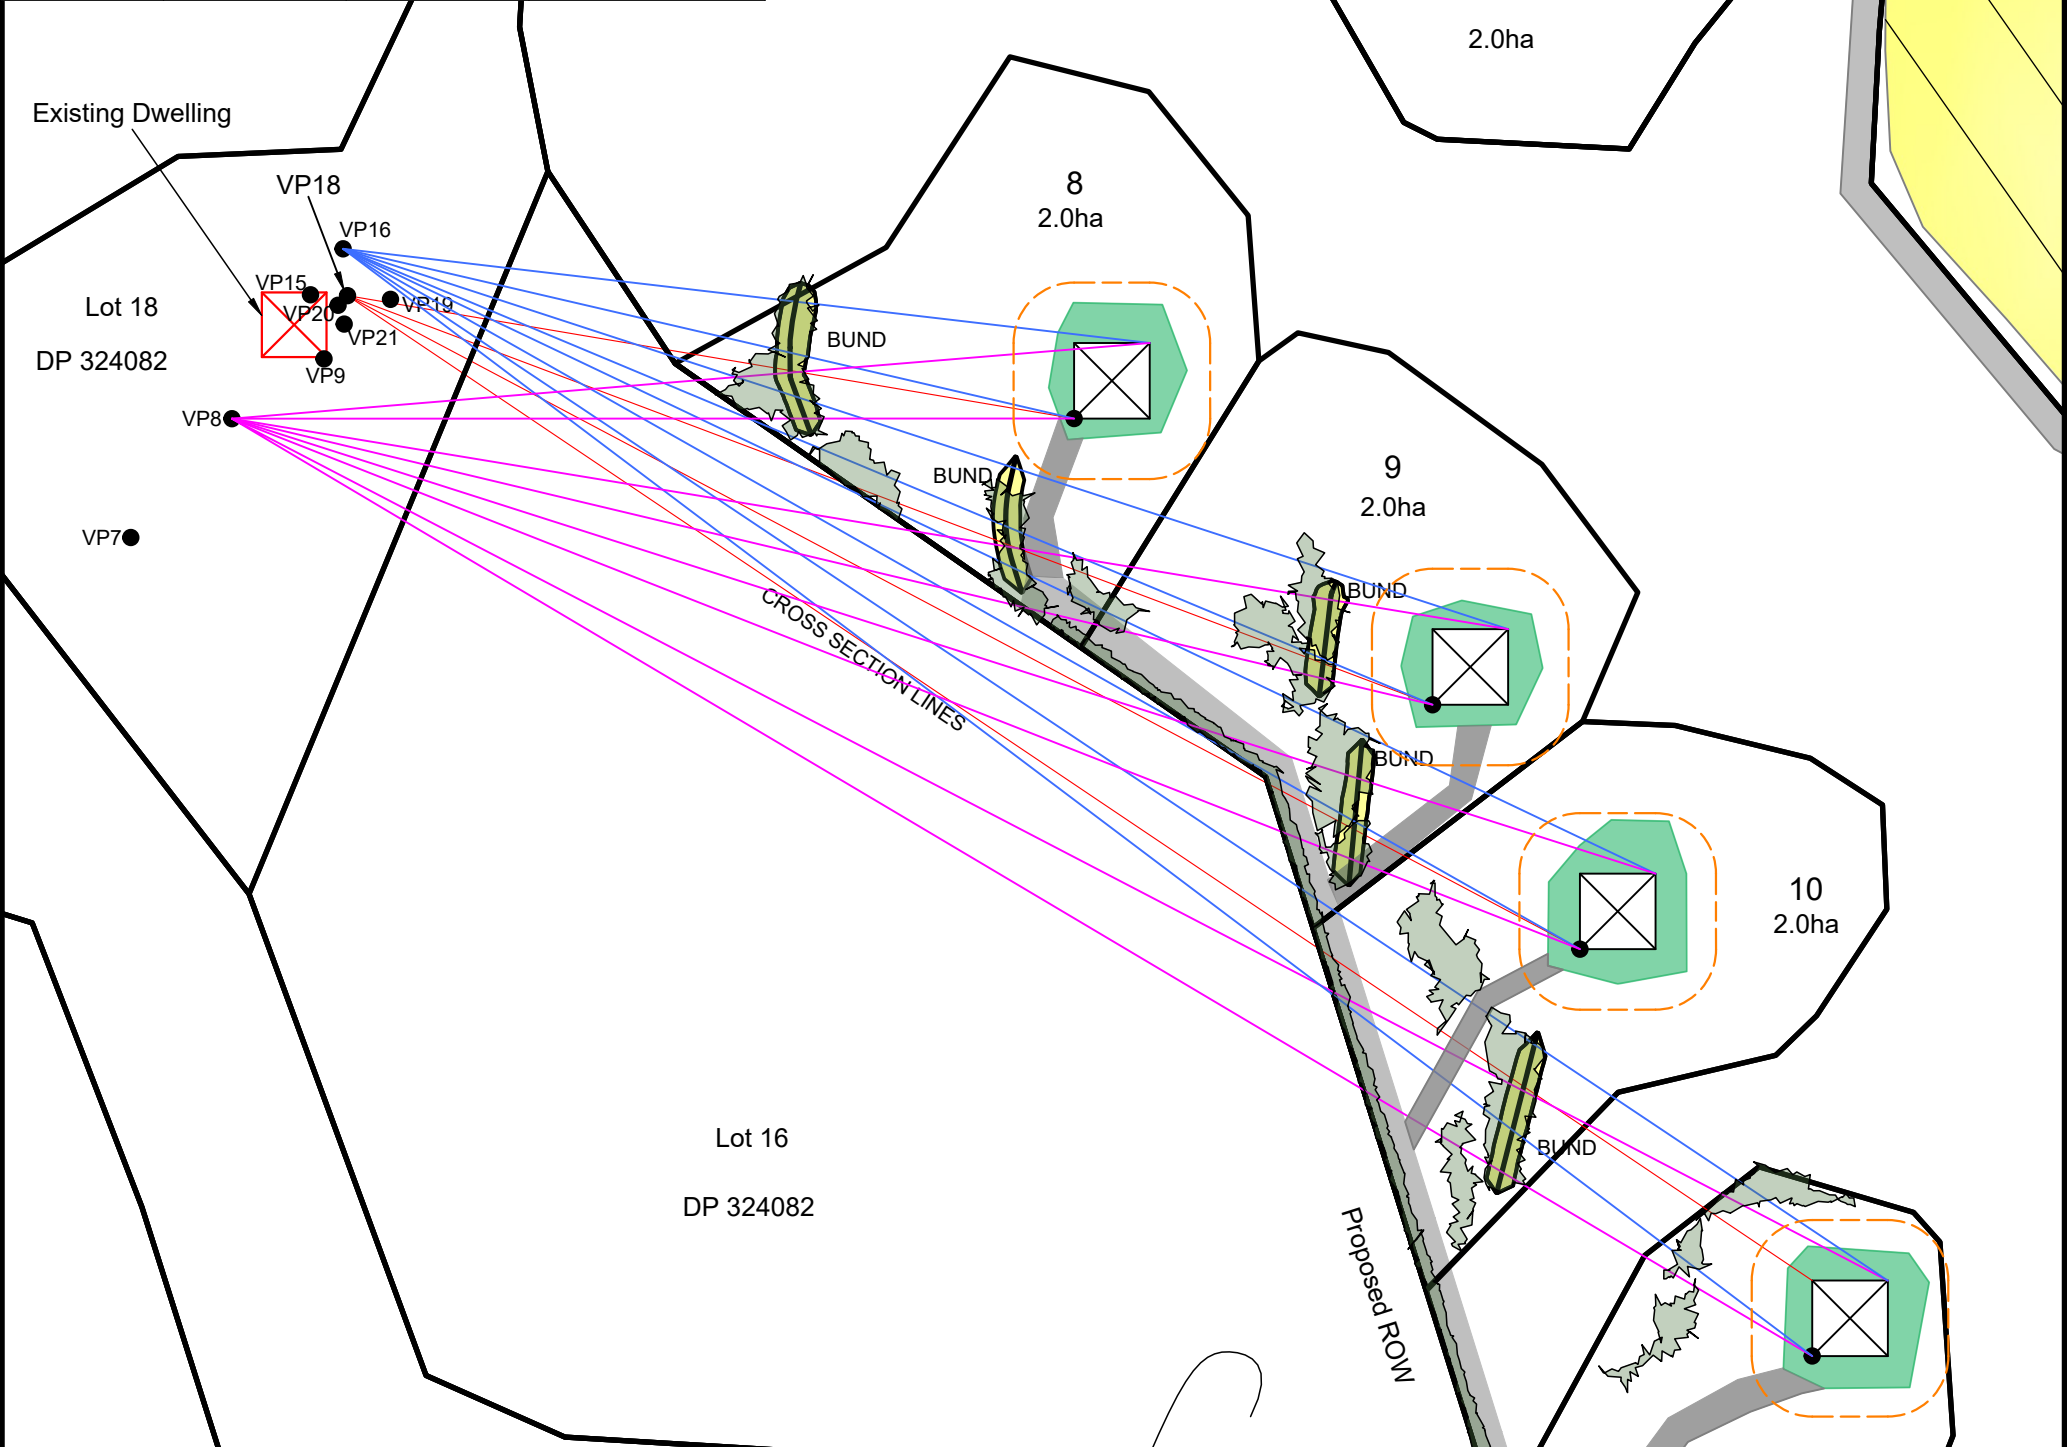 2.0ha
Existing Dwelling
VP18
8
2.0ha
VP16
VP15
VP19
VP20
Lot 18
VP21
BUND
DP 324082
VP9
VP8
BUND
9
2.0ha
VP7
BUND
CROSS SECTION LINES
BUND
10
2.0ha
Lot 16
BUND
DP 324082
Proposed ROW